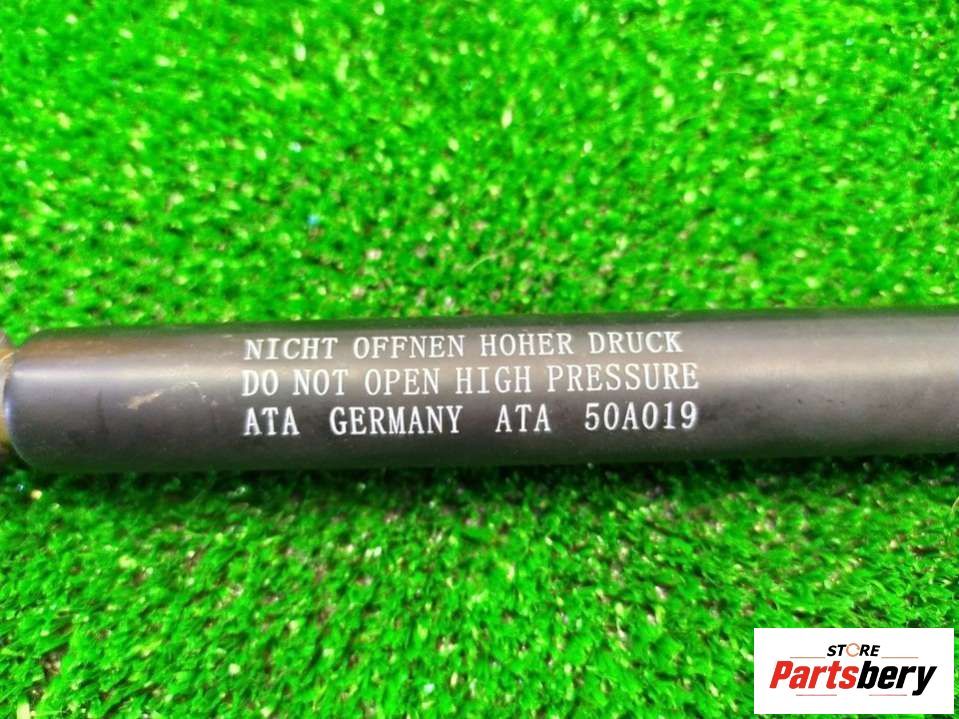 NICHT OFFNEN HOHER DRUCK
DO NOT OPEN HIGH PRESSURE
ATA GERMANY ATA 50A019
STORE
Partsbery